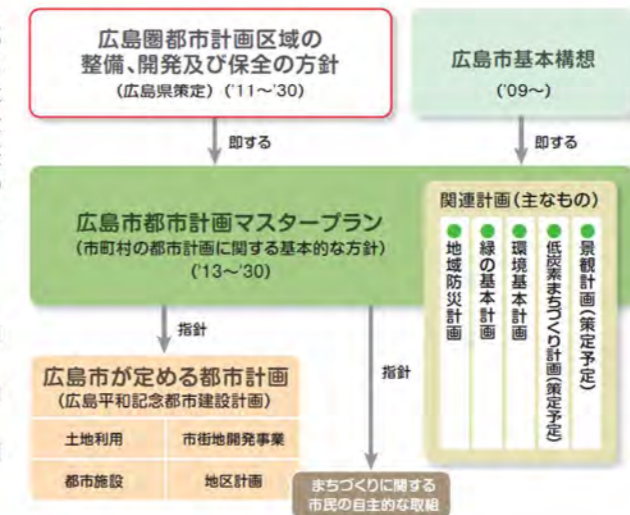 広島圏都市計画区域の
整備、開発及び保全の方針
(広島県策定)('11~'30)
広島市基本構想
('09~)
即する
即する
広島市都市計画マスタープラン
(市町村の都市計画に関する基本的な方針)
('13~'30)
関連計画(主なもの)
景観計画(策定予定)
低炭素まちづくり計画(策定予定)
環境基本計画
緑の基本計画
地域防災計画
指針
指針
広島市が定める都市計画
(広島平和記念都市建設計画)
土地利用
市街地開発事業
都市施設
地区計画
まちづくりに関する
市民の自主的な取組